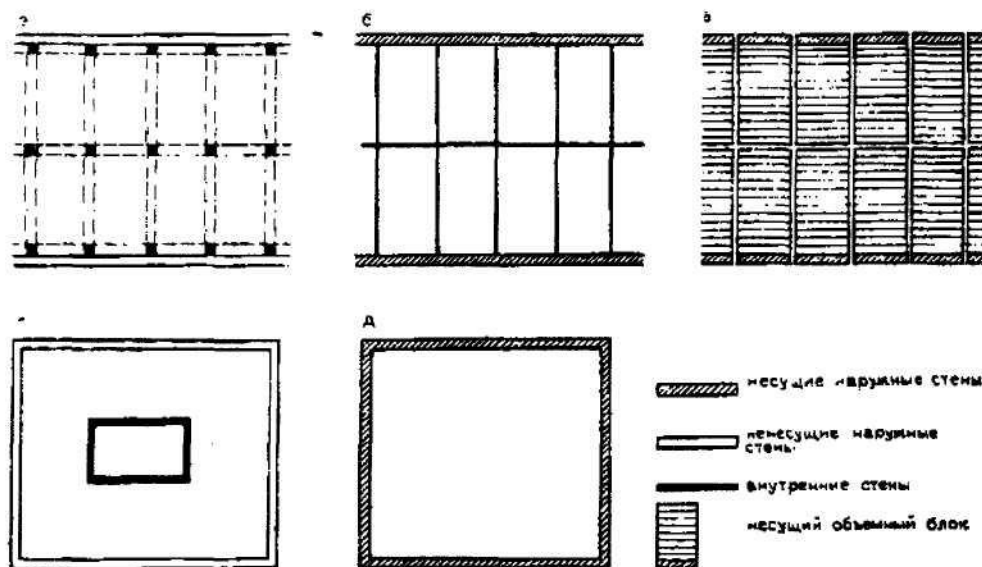 б
в
д
несущие наружные стены
ненесущие наружные
стены
внутренние стены
несущий объемный блок